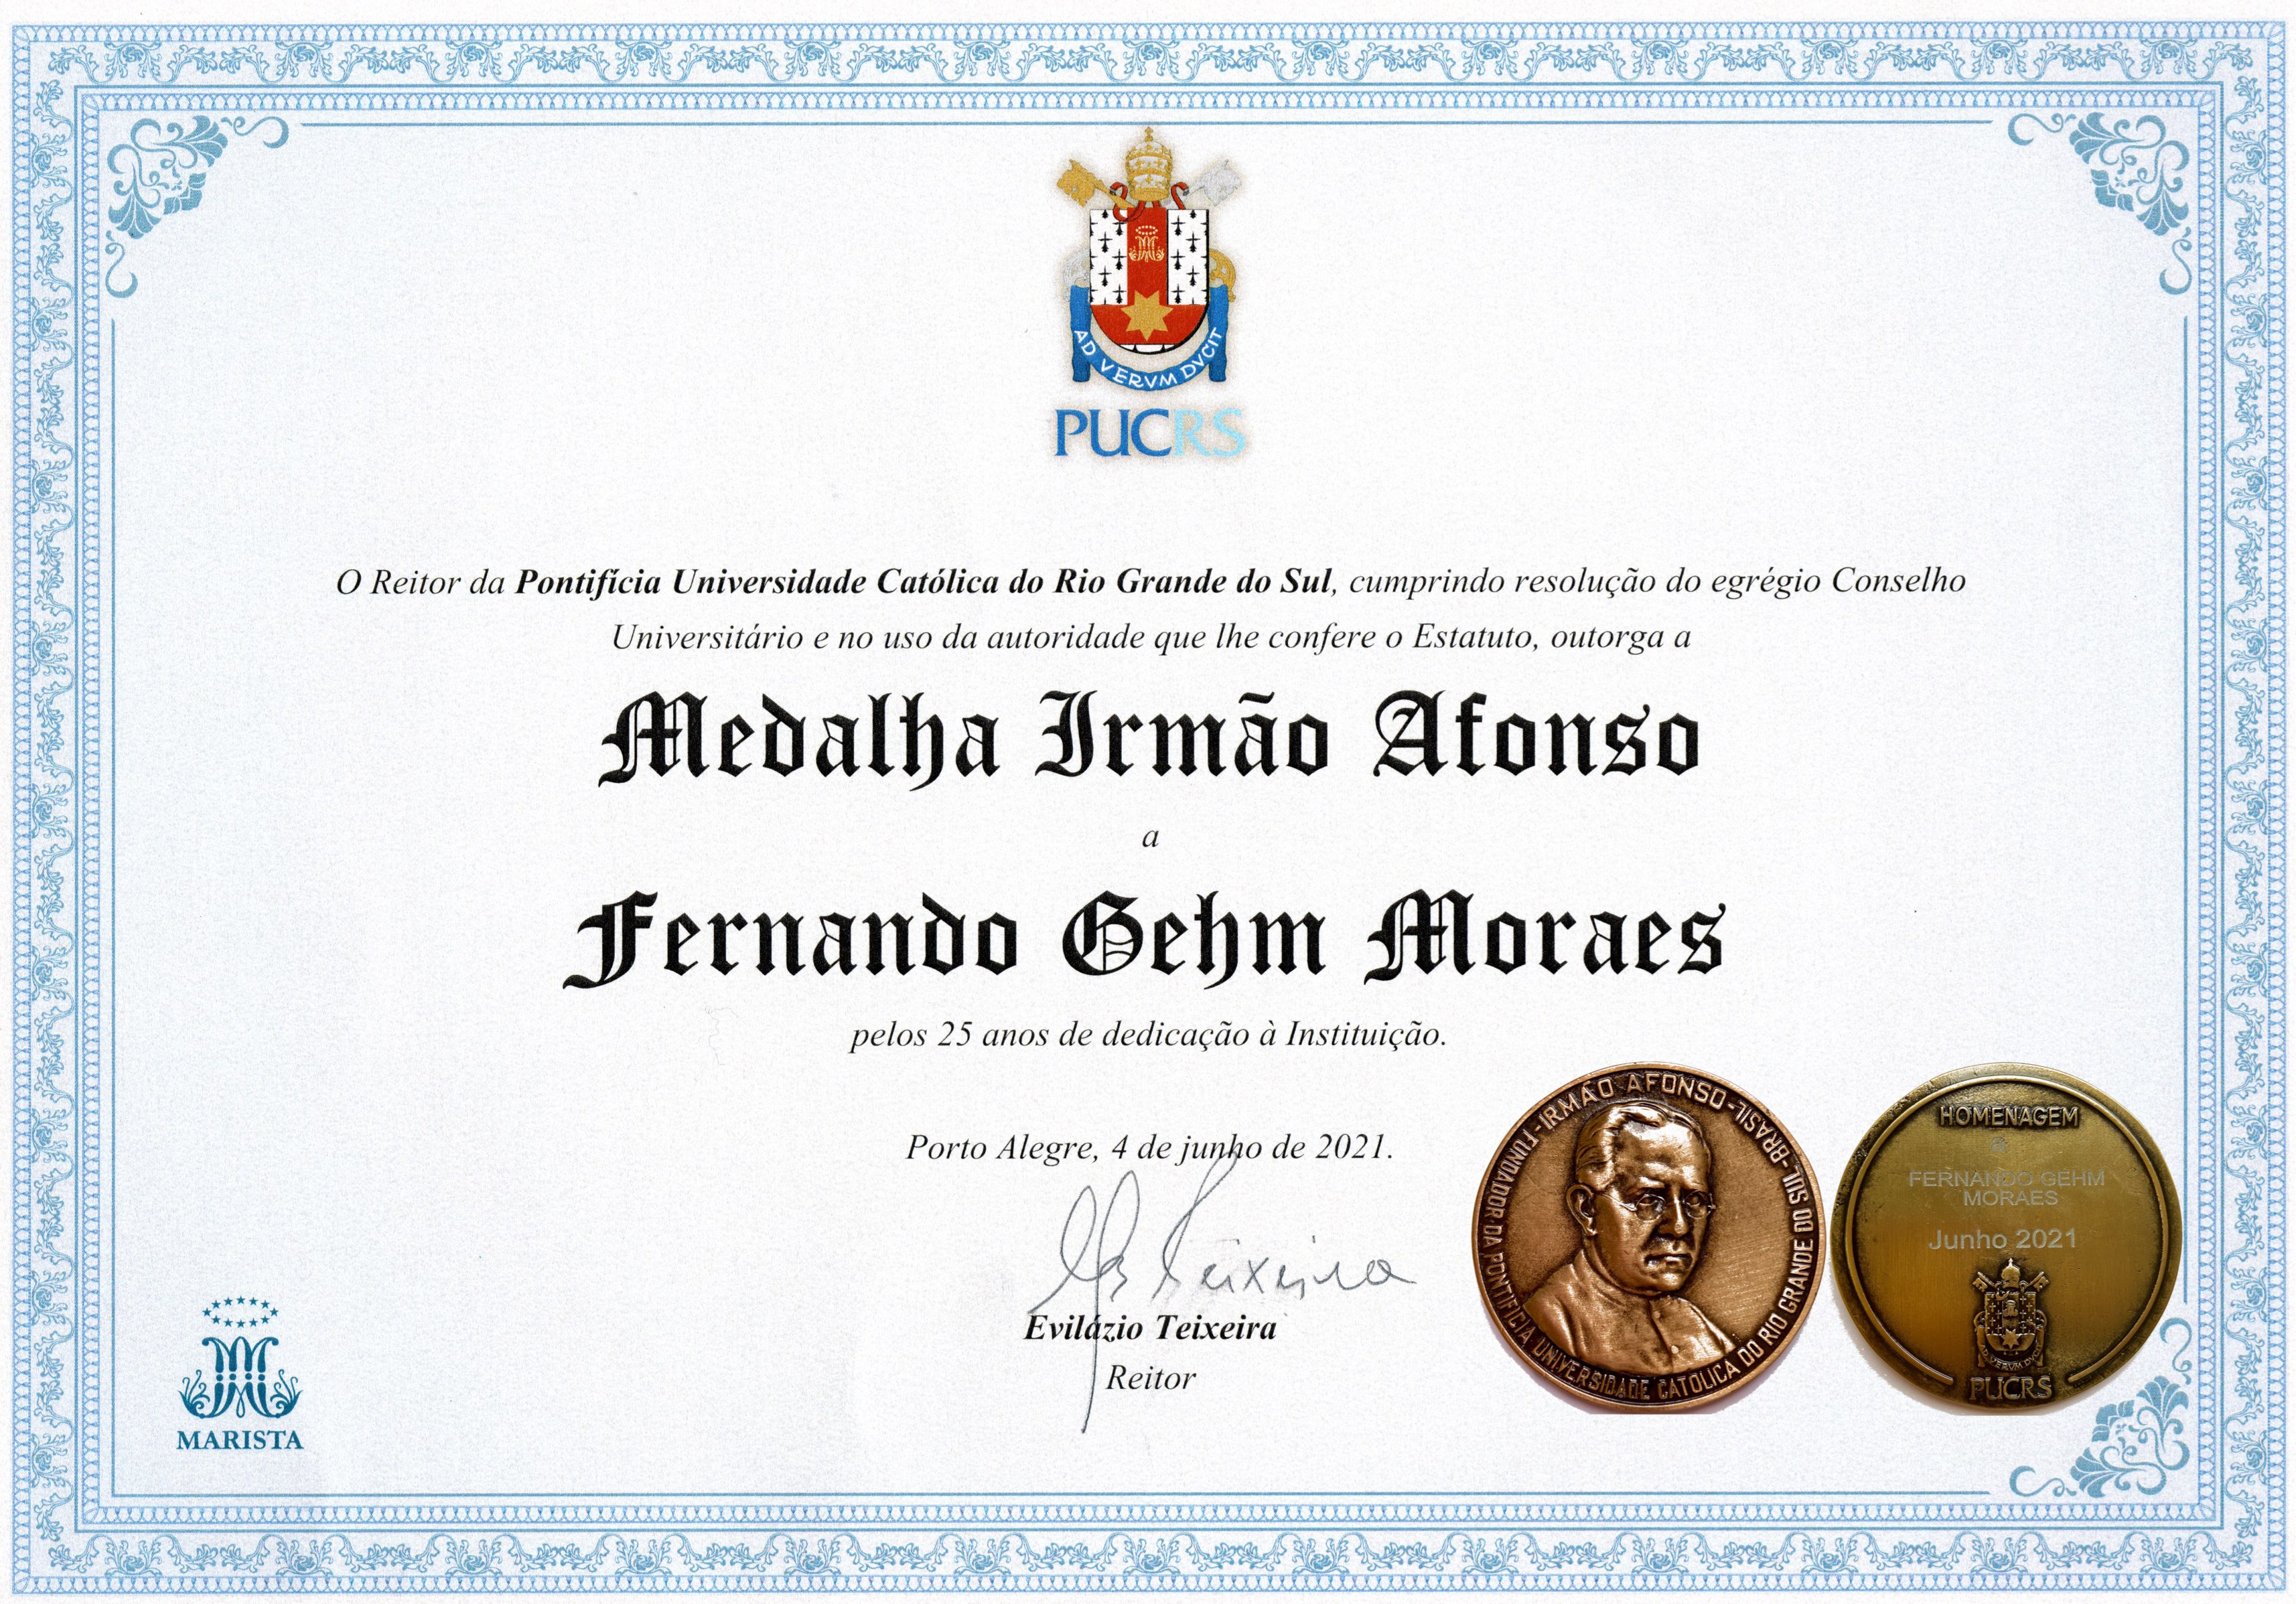 AD VERVM DVCIT
PUCRS
O Reitor da Pontifícia Universidade Católica do Rio Grande do Sul, cumprindo resolução do egrégio Conselho
Universitário e no uso da autoridade que lhe confere o Estatuto, outorga a
Medalha Irmão Afonso
a
Fernando Gehm Moraes
pelos 25 anos de dedicação à Instituição.
Porto Alegre, 4 de junho de 2021.
Teixeira
Evilázio Teixeira
Reitor
MARISTA
IRMÃO AFONSO - FUNDADOR DA PONTIFICIA UNIVERSIDADE CATOLICA DO RIO GRANDE DO SUL - BRASIL -
HOMENAGEM
a
FERNANDO GEHM
MORAES
Junho 2021
AD VERVM DVCIT
PUCRS